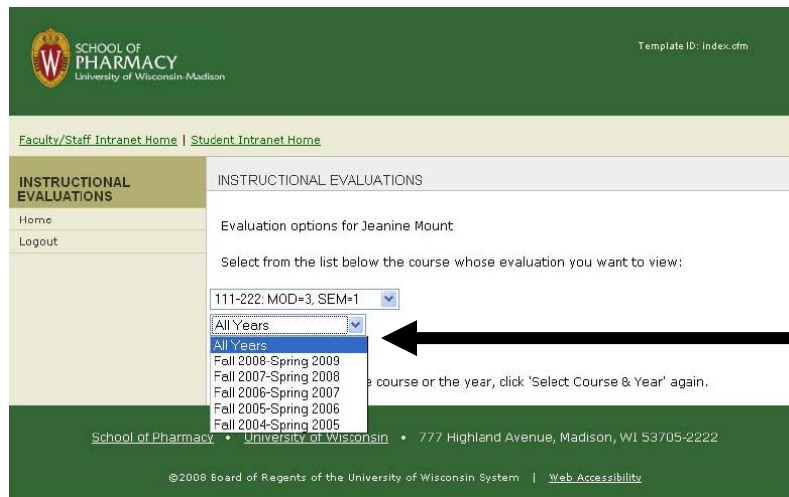 SCHOOL OF
PHARMACY
University of Wisconsin-Madison
Template ID: index.cfm
Faculty/Staff Intranet Home | Student Intranet Home
INSTRUCTIONAL
EVALUATIONS
Home
Logout
INSTRUCTIONAL EVALUATIONS
Evaluation options for Jeanine Mount
Select from the list below the course whose evaluation you want to view:
111-222: MOD=3, SEM=1
All Years
All Years
Fall 2008-Spring 2009
Fall 2007-Spring 2008
Fall 2006-Spring 2007
Fall 2005-Spring 2006
Fall 2004-Spring 2005
course or the year, click 'Select Course & Year' again.
School of Pharmacy • University of Wisconsin • 777 Highland Avenue, Madison, WI 53705-2222
©2008 Board of Regents of the University of Wisconsin System | Web Accessibility